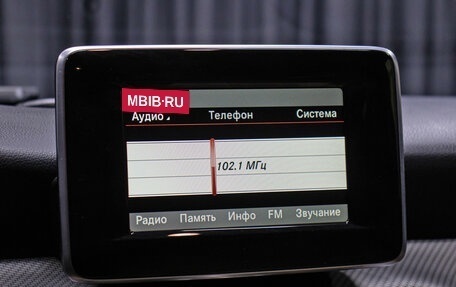 MBIB·RU
Аудио Телефон Система
102.1 МГц
Радио Память Инфо FM Звучание